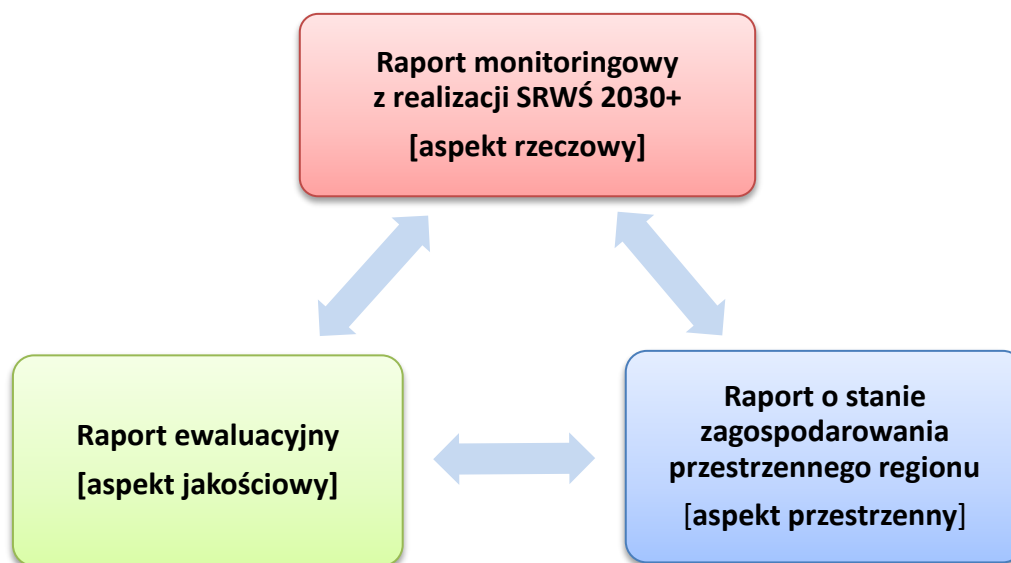 Raport monitoringowy
z realizacji SRWŚ 2030+
[aspekt rzeczowy]
Raport ewaluacyjny
[aspekt jakościowy]
Raport o stanie
zagospodarowania
przestrzennego regionu
[aspekt przestrzenny]